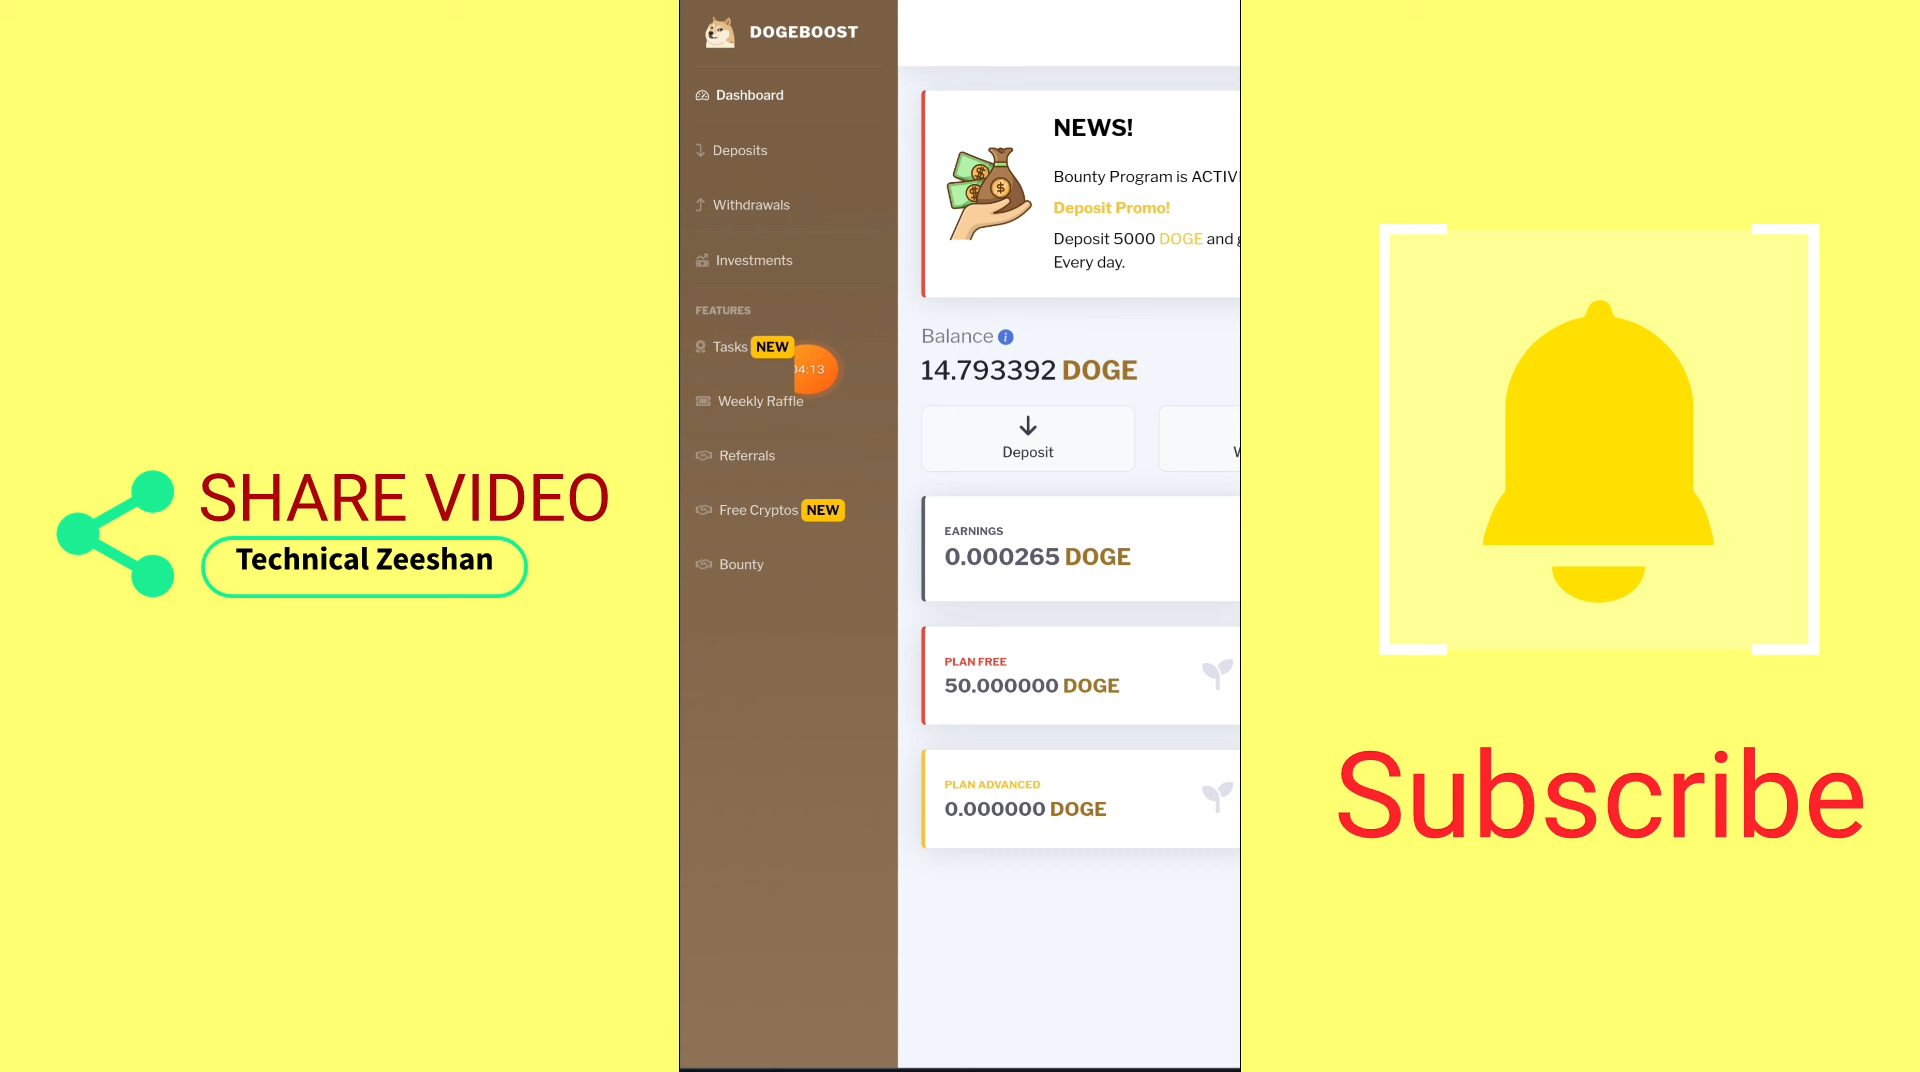 SHARE VIDEO
Technical Zeeshan
DOGEBOOST
Dashboard
Deposits
Withdrawals
Investments
FEATURES
Tasks NEW
04:13
Weekly Raffle
Referrals
Free Cryptos NEW
Bounty
NEWS!
Bounty Program is
Deposit Promo!
Deposit 5000 DOGE and
Every day.
Balance i
14.793392 DOGE
Deposit
EARNINGS
0.000265 DOGE
PLAN FREE
50.000000 DOGE
PLAN ADVANCED
0.000000 DOGE
Subscribe